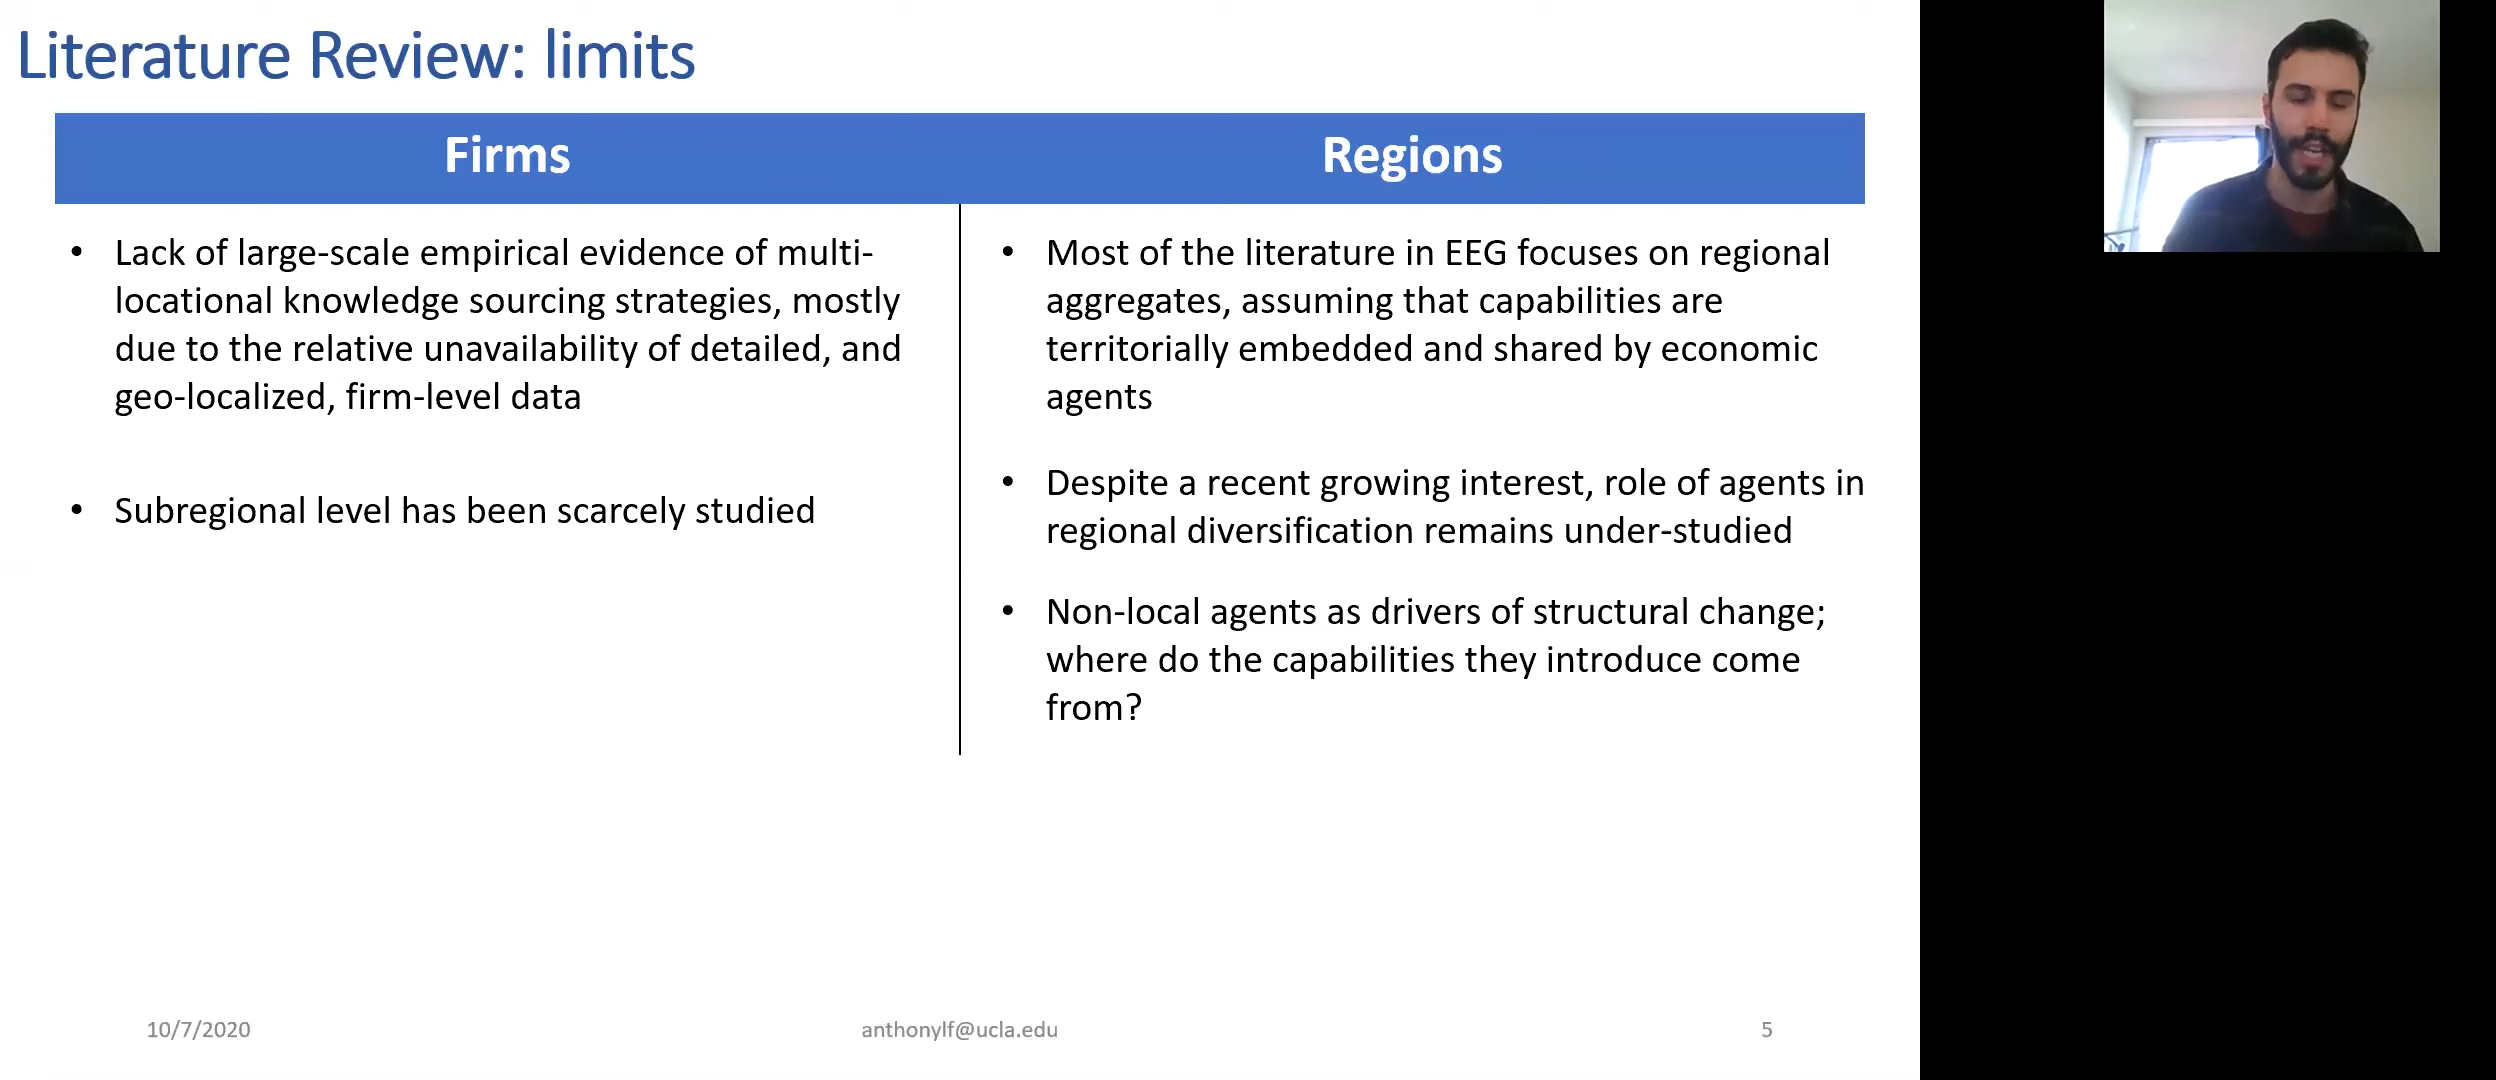 Literature Review: limits
Firms
Regions
• Lack of large-scale empirical evidence of multi-
locational knowledge sourcing strategies, mostly
due to the relative unavailability of detailed, and
geo-localized, firm-level data
• Subregional level has been scarcely studied
• Most of the literature in EEG focuses on regional
aggregates, assuming that capabilities are
territorially embedded and shared by economic
agents
• Despite a recent growing interest, role of agents in
regional diversification remains under-studied
• Non-local agents as drivers of structural change;
where do the capabilities they introduce come
from?
10/7/2020
anthonylf@ucla.edu
5